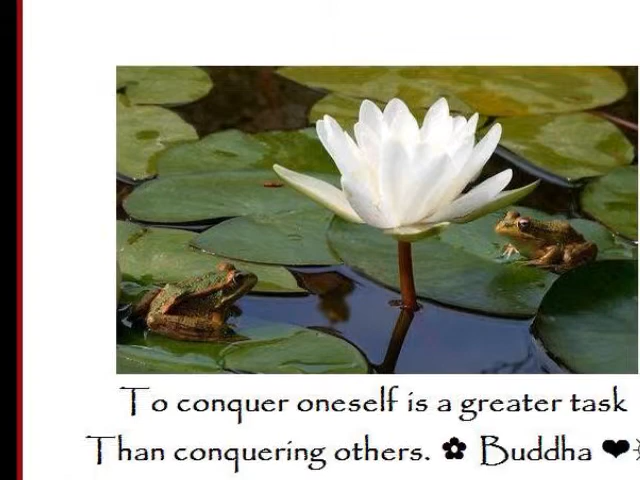 To conquer oneself is a greater task
Than conquering others. ✿ Buddha ❤